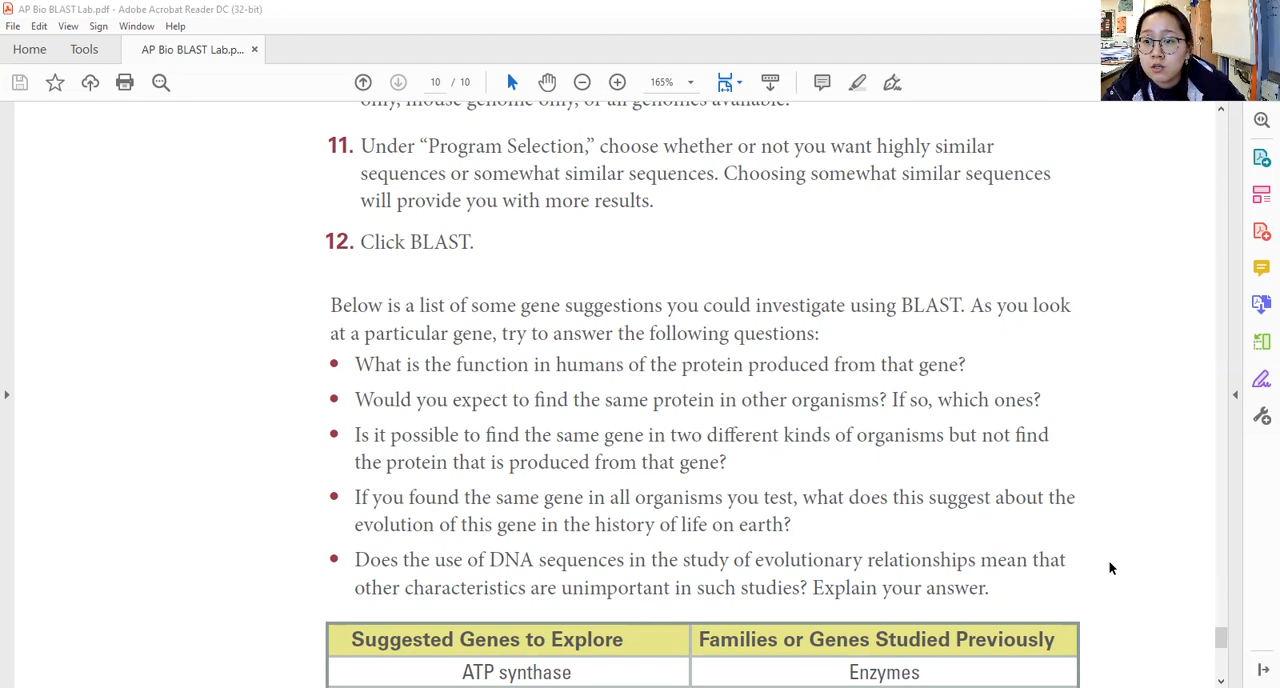 AP Bio BLAST Lab.pdf - Adobe Acrobat Reader DC (32-bit)
File Edit View Sign Window Help
Home Tools AP Bio BLAST Lab.p... ×
10 / 10 165%
only, mouse genome only, or all genomes available.
11. Under “Program Selection,” choose whether or not you want highly similar
sequences or somewhat similar sequences. Choosing somewhat similar sequences
will provide you with more results.
12. Click BLAST.
Below is a list of some gene suggestions you could investigate using BLAST. As you look
at a particular gene, try to answer the following questions:
• What is the function in humans of the protein produced from that gene?
• Would you expect to find the same protein in other organisms? If so, which ones?
• Is it possible to find the same gene in two different kinds of organisms but not find
the protein that is produced from that gene?
• If you found the same gene in all organisms you test, what does this suggest about the
evolution of this gene in the history of life on earth?
• Does the use of DNA sequences in the study of evolutionary relationships mean that
other characteristics are unimportant in such studies? Explain your answer.
Suggested Genes to Explore Families or Genes Studied Previously
ATP synthase Enzymes